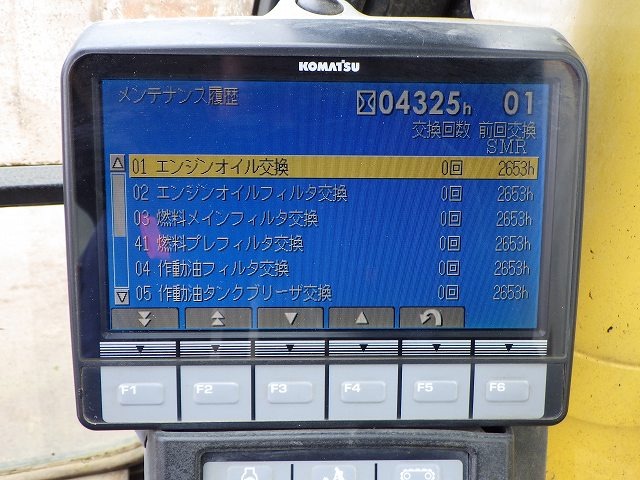 KOMATSU
メンテナンス履歴 04325h 01
交換回数 前回交換
SMR
01 エンジンオイル交換 0回 2653h
02 エンジンオイルフィルタ交換 0回 2653h
03 燃料メインフィルタ交換 0回 2653h
41 燃料プレフィルタ交換 0回 2653h
04 作動油フィルタ交換 0回 2653h
05 作動油タンクブリーザ交換 0回 2653h
F1 F2 F3 F4 F5 F6